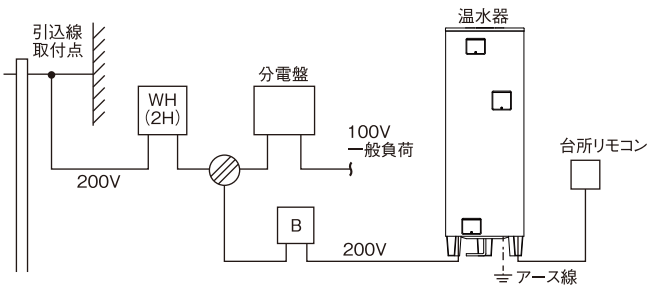 温水器
引込線
取付点
分電盤
WH
(2H)
100V
一般負荷
台所リモコン
200V
B
200V
アース線